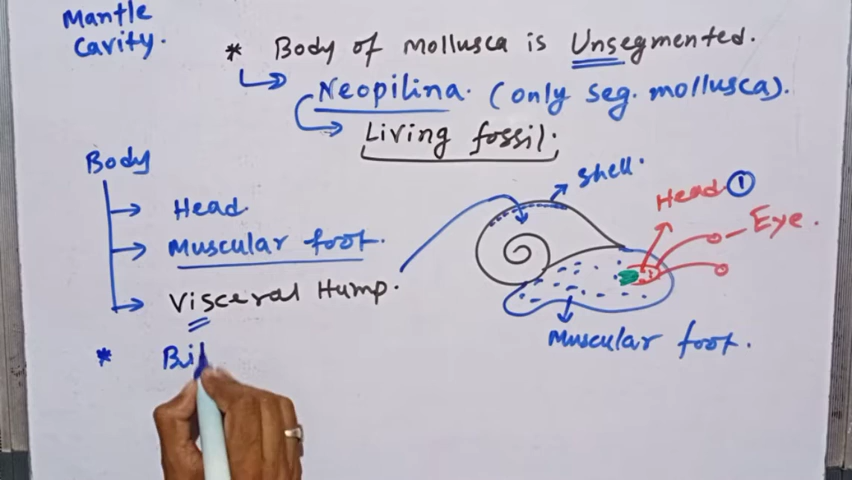 Mantle
Cavity.
* Body of mollusca is Unsegmented.
Neopilina. (only seg. mollusca).
Living fossil.
Body
Head.
Muscular foot.
Visceral Hump.
* Bil
Shell.
Head ①
Eye.
Muscular foot.